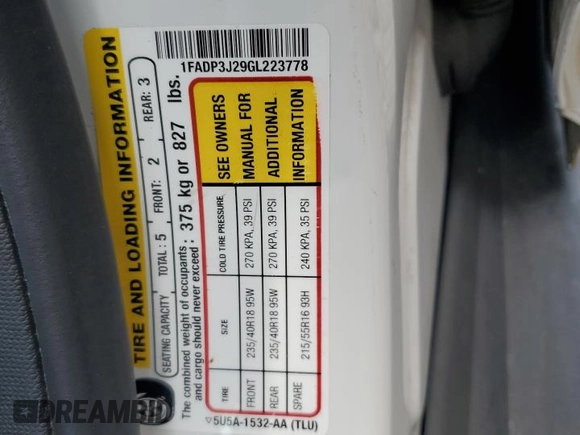 1FADP3J29GL223778
TIRE AND LOADING INFORMATION
SEATING CAPACITY TOTAL: 5 FRONT: 2 REAR: 3
The combined weight of occupants
and cargo should never exceed: 375 kg or 827 lbs.
TIRE SIZE COLD TIRE PRESSURE SEE OWNERS
FRONT 235/40R18 95W 270 KPA, 39 PSI MANUAL FOR
REAR 235/40R18 95W 270 KPA, 39 PSI ADDITIONAL
SPARE 215/55R16 93H 240 KPA, 35 PSI INFORMATION
5U5A-1532-AA (TLU)
DREAMBID